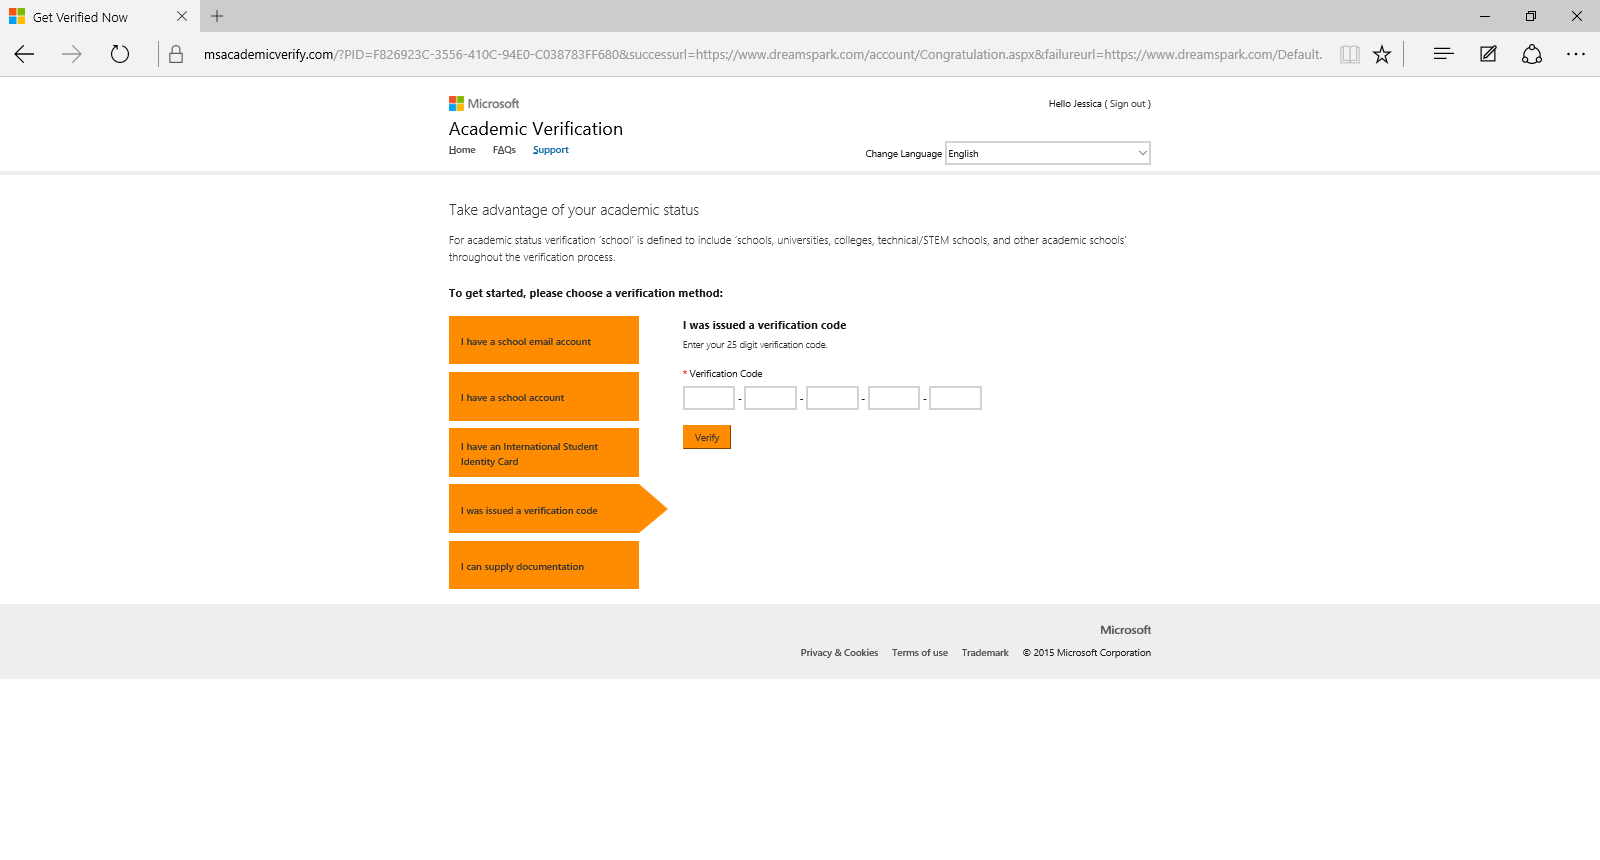 Get Verified Now
msacademicverify.com/?PID=F826923C-3556-410C-94E0-C038783FF680&successurl=https://www.dreamspark.com/account/Congratulation.aspx&failureurl=https://www.dreamspark.com/Default.
Microsoft
Hello Jessica ( Sign out )
Academic Verification
Home FAQs Support
Change Language English
Take advantage of your academic status
For academic status verification 'school' is defined to include 'schools, universities, colleges, technical/STEM schools, and other academic schools'
throughout the verification process.
To get started, please choose a verification method:
I have a school email account
I have a school account
I have an International Student
Identity Card
I was issued a verification code
I can supply documentation
I was issued a verification code
Enter your 25 digit verification code.
* Verification Code
- - - -
Verify
Microsoft
Privacy & Cookies Terms of use Trademark © 2015 Microsoft Corporation